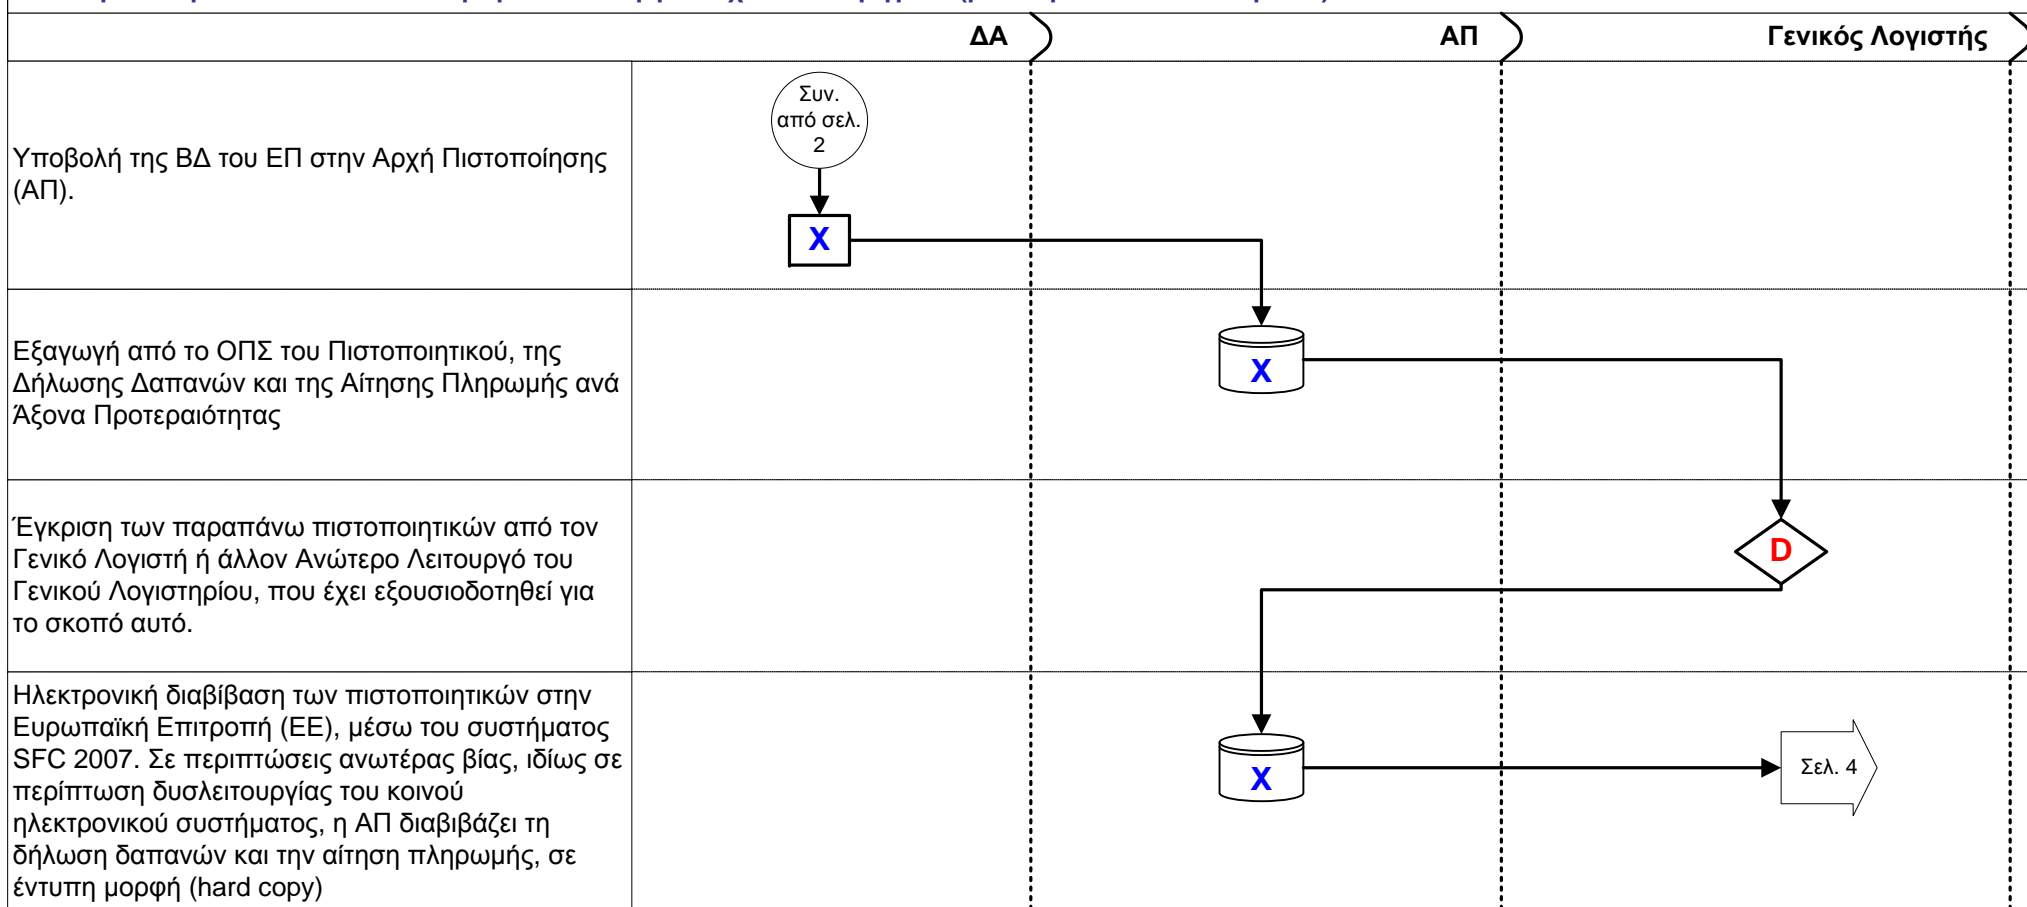 ΔΑ
ΑΠ
Γενικός Λογιστής
Συν.
από σελ.
2
Υποβολή της ΒΔ του ΕΠ στην Αρχή Πιστοποίησης
(ΑΠ).
X
Εξαγωγή από το ΟΠΣ του Πιστοποιητικού, της
Δήλωσης Δαπανών και της Αίτησης Πληρωμής ανά
Άξονα Προτεραιότητας
X
Έγκριση των παραπάνω πιστοποιητικών από τον
Γενικό Λογιστή ή άλλον Ανώτερο Λειτουργό του
Γενικού Λογιστηρίου, που έχει εξουσιοδοτηθεί για
το σκοπό αυτό.
D
Ηλεκτρονική διαβίβαση των πιστοποιητικών στην
Ευρωπαϊκή Επιτροπή (ΕΕ), μέσω του συστήματος
SFC 2007. Σε περιπτώσεις ανωτέρας βίας, ιδίως σε
περίπτωση δυσλειτουργίας του κοινού
ηλεκτρονικού συστήματος, η ΑΠ διαβιβάζει τη
δήλωση δαπανών και την αίτηση πληρωμής, σε
έντυπη μορφή (hard copy)
X
Σελ. 4